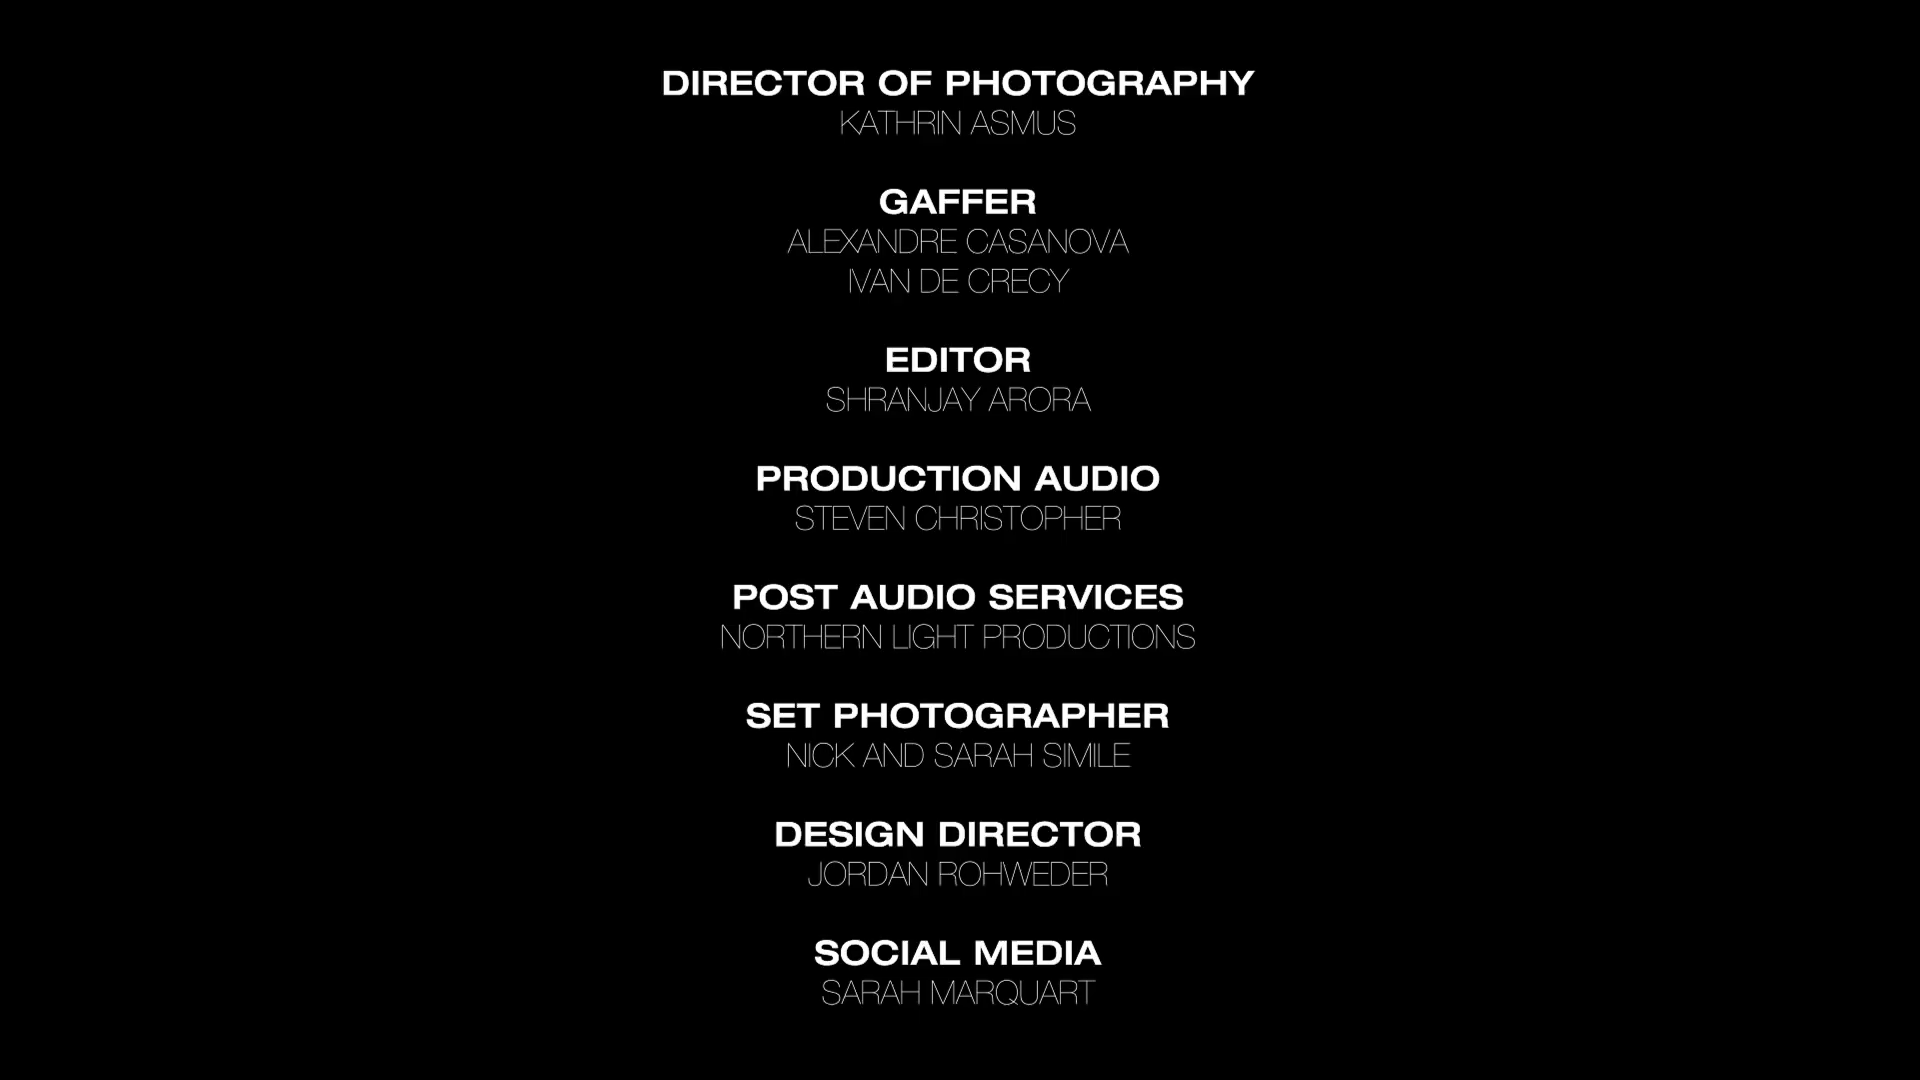 DIRECTOR OF PHOTOGRAPHY
KATHRIN ASMUS
GAFFER
ALEXANDRE CASANOVA
IVAN DE CRECY
EDITOR
SHRANJAY ARORA
PRODUCTION AUDIO
STEVEN CHRISTOPHER
POST AUDIO SERVICES
NORTHERN LIGHT PRODUCTIONS
SET PHOTOGRAPHER
NICK AND SARAH SIMILE
DESIGN DIRECTOR
JORDAN ROHWEDER
SOCIAL MEDIA
SARAH MARQUART